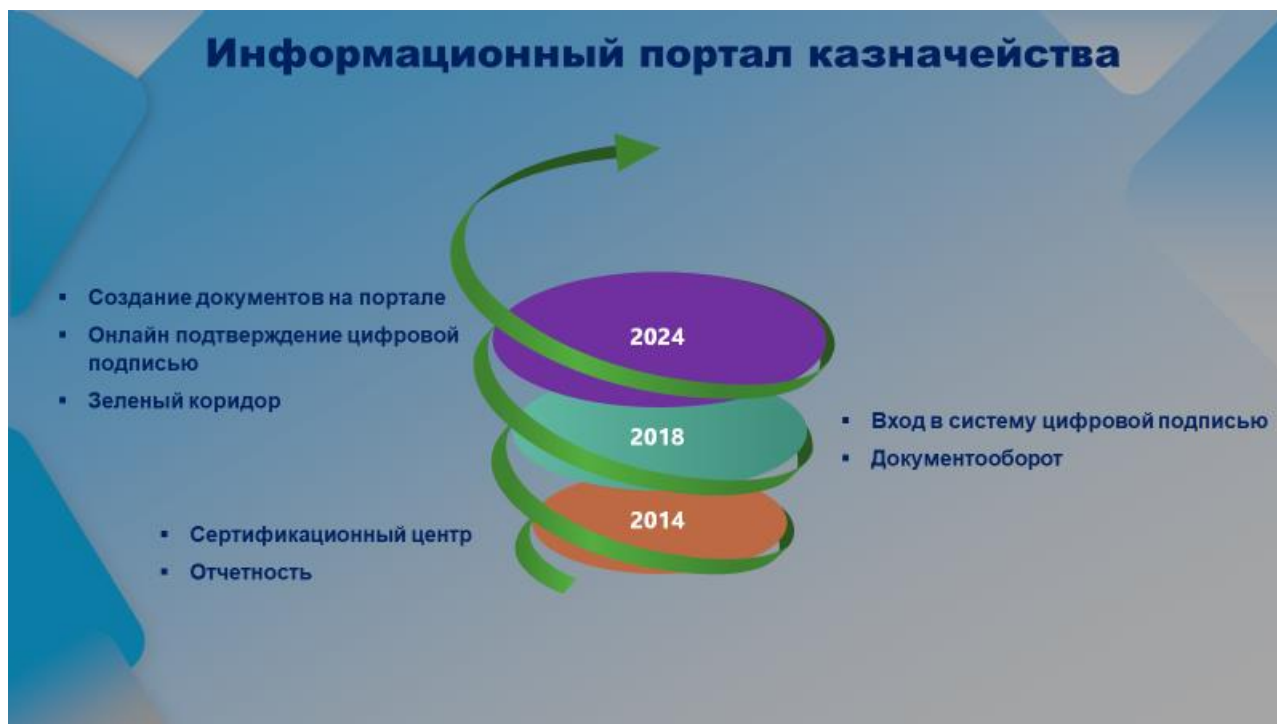 Информационный портал казначейства
▪ Создание документов на портале
▪ Онлайн подтверждение цифровой
подписью
▪ Зеленый коридор
2024
2018
▪ Вход в систему цифровой подписью
▪ Документооборот
2014
▪ Сертификационный центр
▪ Отчетность